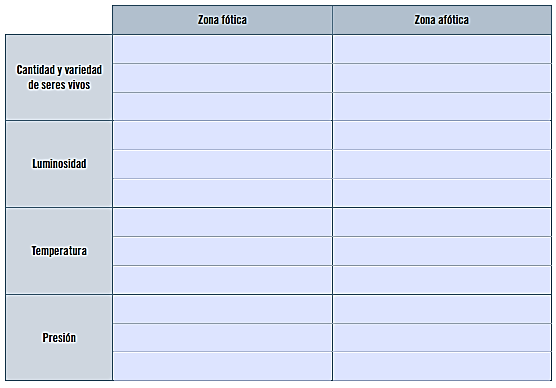 Zona fótica
Zona afótica
Cantidad y variedad
de seres vivos
Luminosidad
Temperatura
Presión